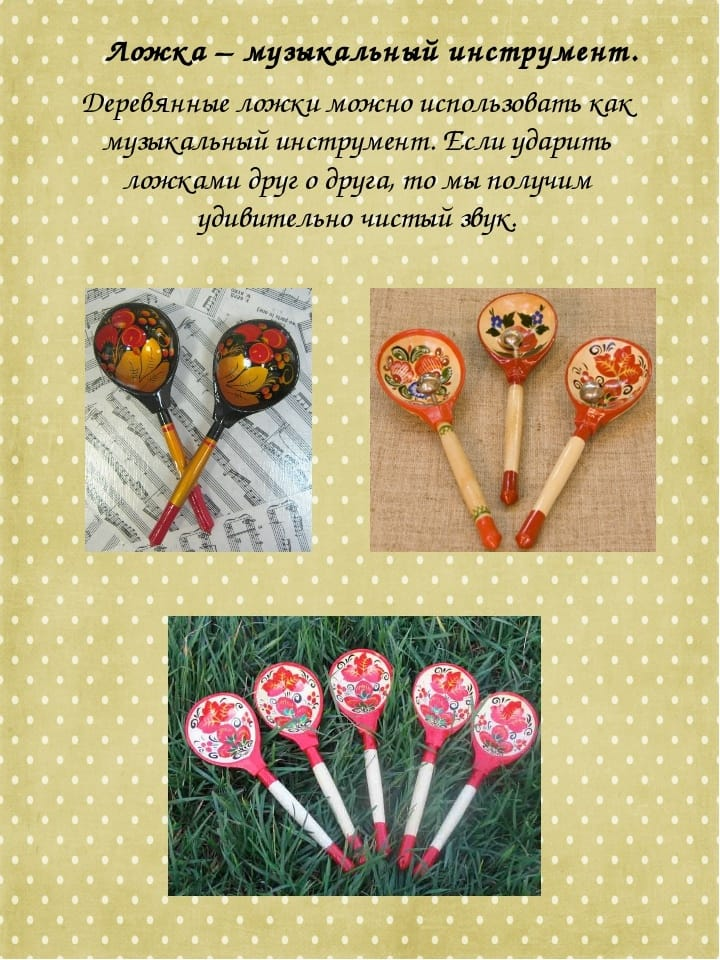 Ложка – музыкальный инструмент.
Деревянные ложки можно использовать как
музыкальный инструмент. Если ударить
ложками друг о друга, то мы получим
удивительно чистый звук.